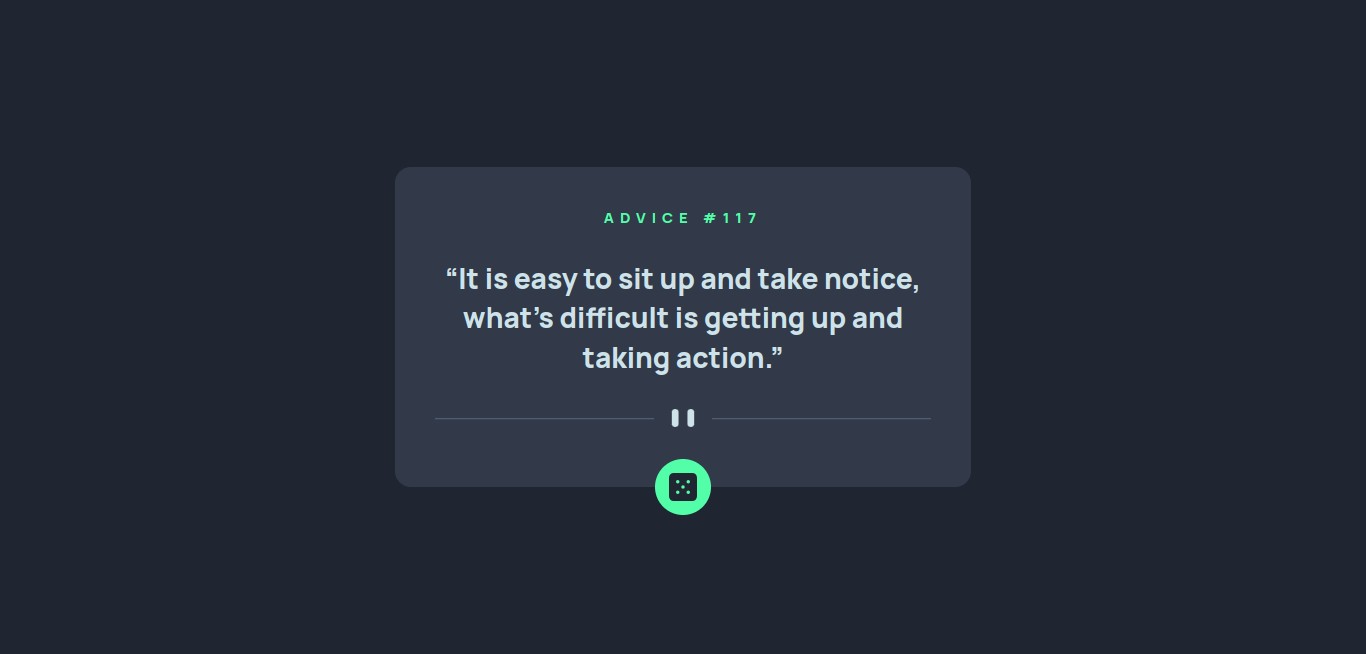 ADVICE #117
“It is easy to sit up and take notice,
what’s difficult is getting up and
taking action.”